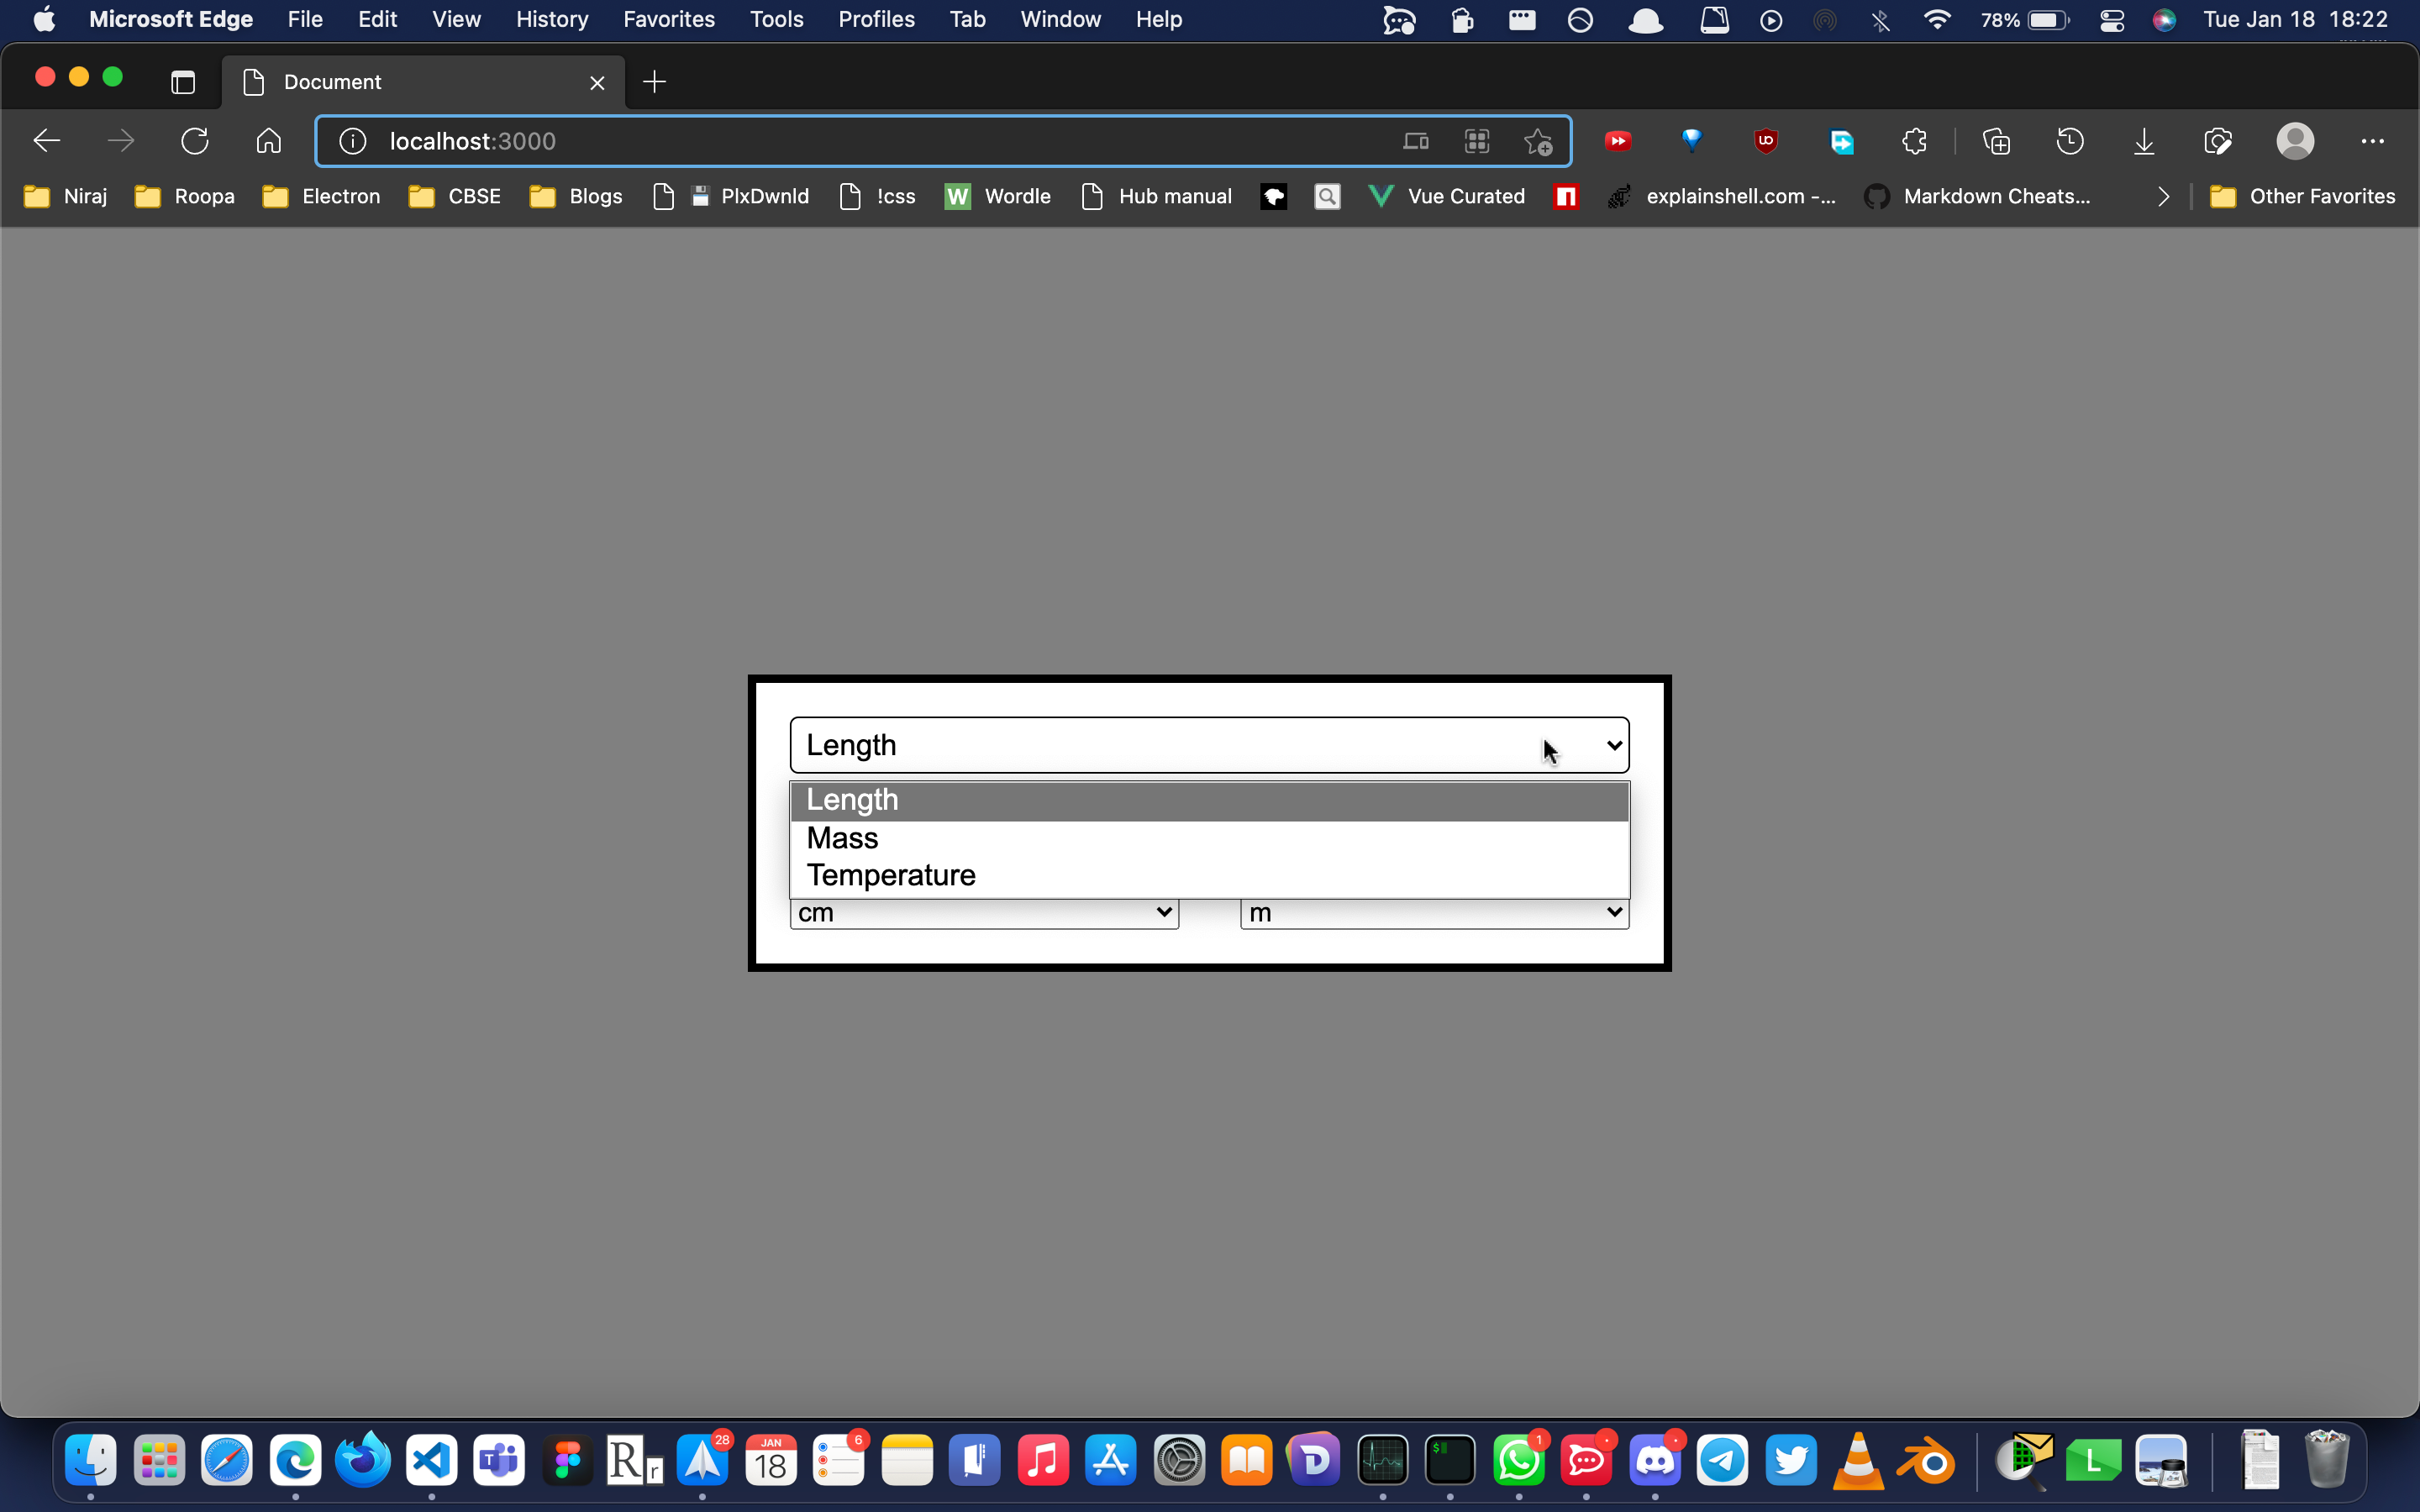 Microsoft Edge File Edit View History Favorites Tools Profiles Tab Window Help 78% Tue Jan 18 18:22
Document
localhost:3000
Niraj Roopa Electron CBSE Blogs PlxDwnld !css W Wordle Hub manual Vue Curated n explainshell.com –... Markdown Cheats... Other Favorites
Length
Length
Mass
Temperature
cm m
28 JAN 6 1
Rr 18 D $ L